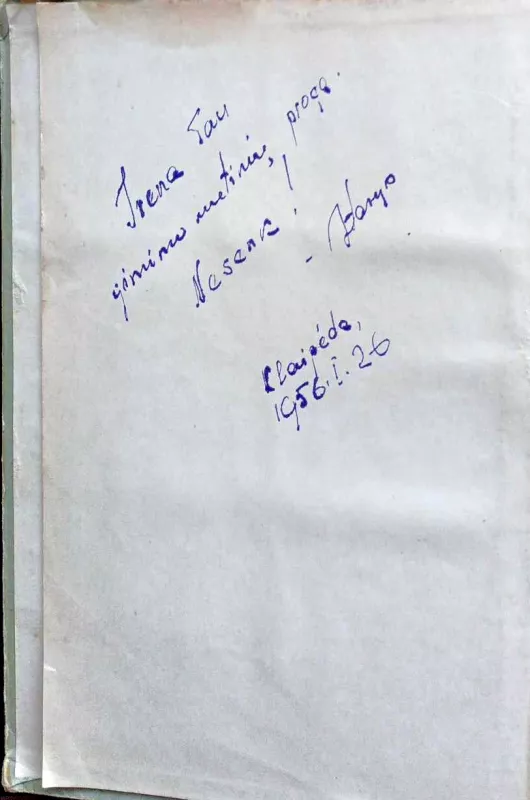 Irena Tau
gimimo metinių, proga.
Nesenk!
Klaipėda,
1956.I.26